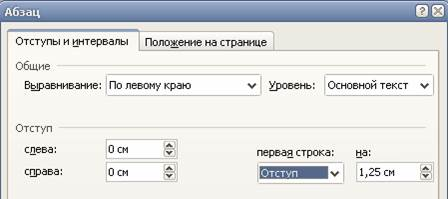 Абзац
Отступы и интервалы Положение на странице
Общие
Выравнивание: По левому краю Уровень: Основной текст
Отступ
слева: 0 см первая строка: на:
справа: 0 см Отступ 1,25 см